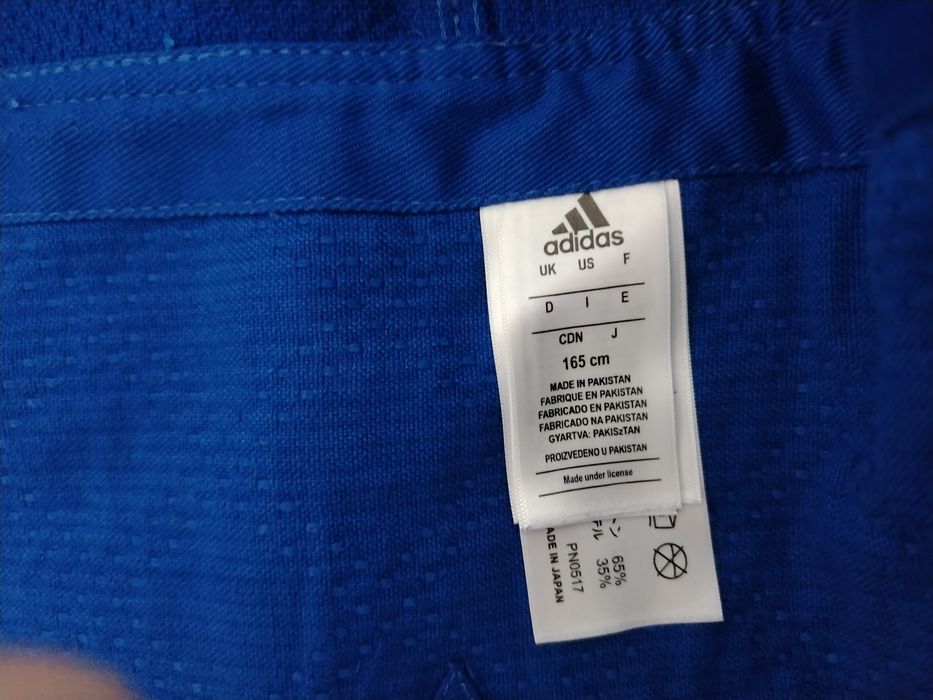 adidas
UK US F
D I E
CDN J
165 cm
MADE IN PAKISTAN
FABRIQUE EN PAKISTAN
FABRICADO EN PAKISTAN
FABRICADO NA PAKISTAN
GYARTVA: PAKISzTAN
PROIZVEDENO U PAKISTAN
Made under license
65%
35%
PN0517
ADE IN JAPAN